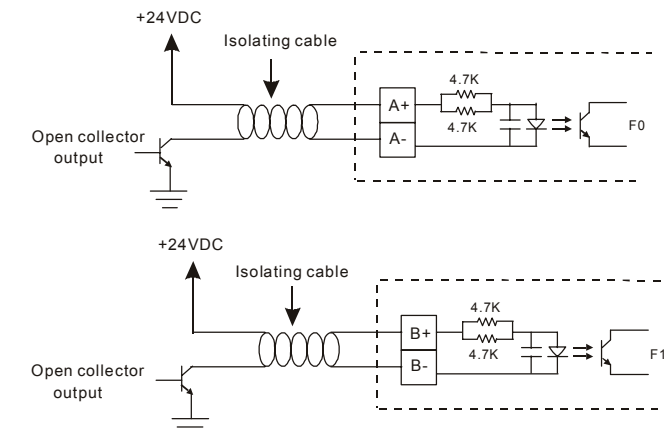 +24VDC
Isolating cable
4.7K
A+
4.7K
F0
Open collector
A-
output
+24VDC
Isolating cable
4.7K
B+
4.7K
F1
Open collector
B-
output